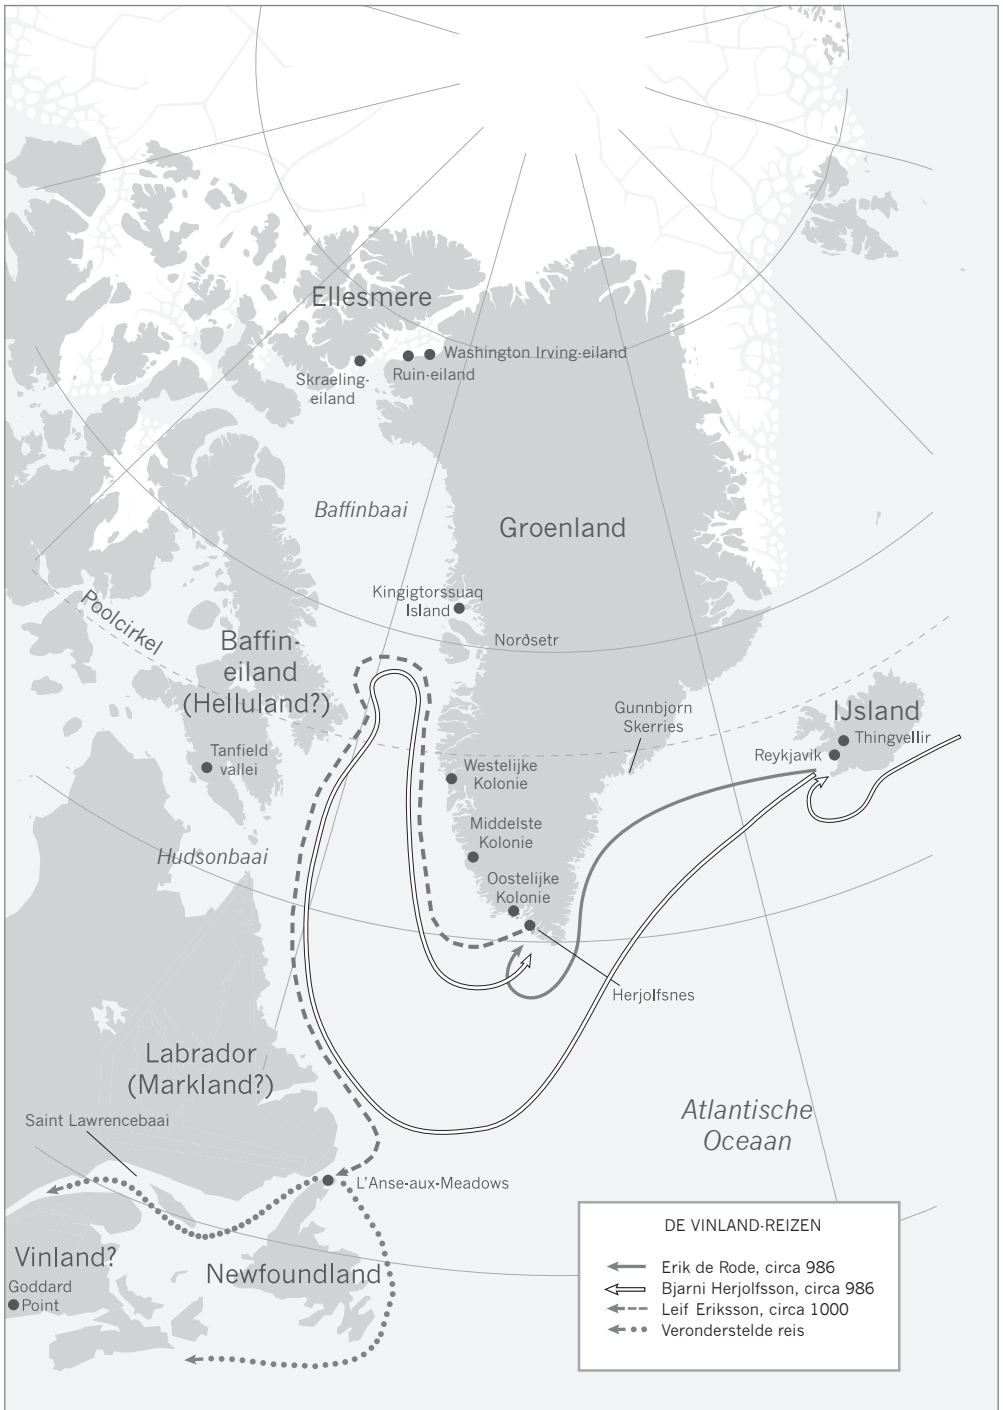 Ellesmere
Washington Irving-eiland
Ruin-eiland
Skraeling-
eiland
Baffinbaai
Groenland
Kingigtorssuaq
Island
Poolcirkel
Norðsetr
Baffin-
eiland
(Helluland?)
Gunnbjorn
Skerries
IJsland
Thingvellir
Reykjavik
Tanfield
vallei
Westelijke
Kolonie
Middelste
Kolonie
Hudsonbaai
Oostelijke
Kolonie
Herjolfsnes
Labrador
(Markland?)
Atlantische
Oceaan
Saint Lawrencebaai
L'Anse-aux-Meadows
Vinland?
Newfoundland
Goddard
Point
DE VINLAND-REIZEN
Erik de Rode, circa 986
Bjarni Herjolfsson, circa 986
Leif Eriksson, circa 1000
Veronderstelde reis